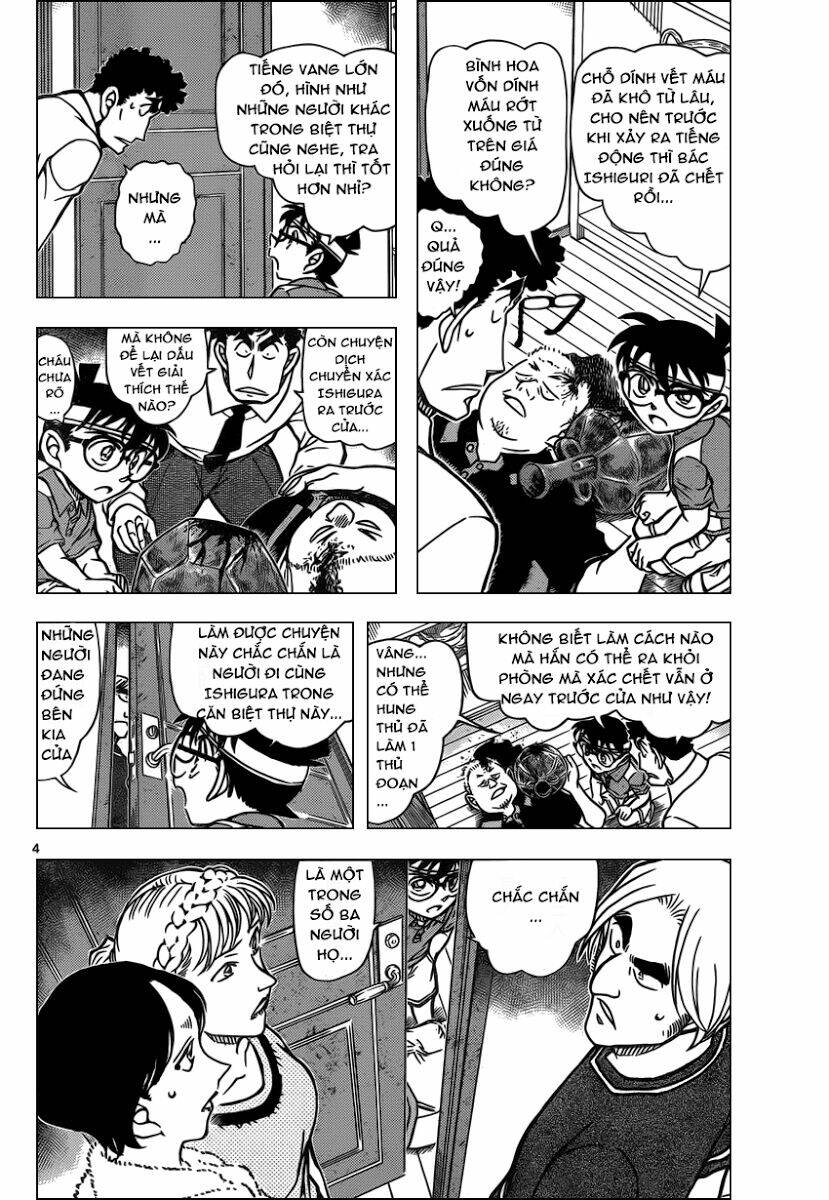 CHỖ DÍNH VẾT MÁU
ĐÃ KHÔ TỪ LÂU,
CHO NÊN TRƯỚC
KHI XẢY RA TIẾNG
ĐỘNG THÌ BÁC
ISHIGURI ĐÃ CHẾT
RỒI...
BÌNH HOA
VỐN DÍNH
MÁU RỚT
XUỐNG TỪ
TRÊN GIÁ
ĐÚNG
KHÔNG?
Q...
QUẢ
ĐÚNG
VẬY!
TIẾNG VANG LỚN
ĐÓ, HÌNH NHƯ
NHỮNG NGƯỜI KHÁC
TRONG BIỆT THỰ
CŨNG NGHE, TRA
HỎI LẠI THÌ TỐT
HƠN NHỈ?
NHƯNG
MÀ
...
CÒN CHUYỆN
DỊCH
CHUYỂN XÁC
ISHIGURA
RA TRƯỚC
CỬA...
MÀ KHÔNG
ĐỂ LẠI DẤU
VẾT GIẢI
THÍCH THẾ
NÀO?
CHÁU
CHƯA
RÕ
...
KHÔNG BIẾT LÀM CÁCH NÀO
MÀ HẮN CÓ THỂ RA KHỎI
PHÒNG MÀ XÁC CHẾT VẪN Ở
NGAY TRƯỚC CỬA NHƯ VẬY!
VÂNG...
NHƯNG
CÓ THỂ
HUNG
THỦ ĐÃ
LÀM 1
THỦ
ĐOẠN
...
LÀM ĐƯỢC CHUYỆN
NÀY CHẮC CHẮN LÀ
NGƯỜI ĐI CÙNG
ISHIGURA TRONG
CĂN BIỆT THỰ NÀY...
NHỮNG
NGƯỜI
ĐANG
ĐỨNG
BÊN
KIA
CỬA
4
CHẮC CHẮN
...
LÀ MỘT
TRONG
SỐ BA
NGƯỜI
HỌ...